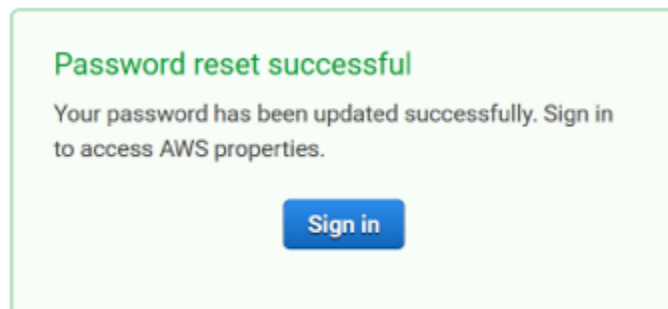 Password reset successful
Your password has been updated successfully. Sign in
to access AWS properties.
Sign in